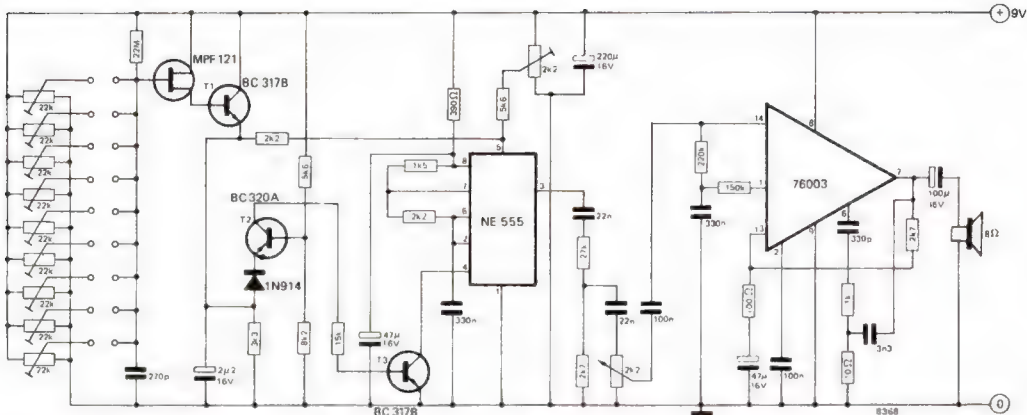 + 9V
22M
MPF 121
T1
BC 317B
390Ω
2k2
220µ
16V
5k6
22k
2k2
5k6
1k5
8
5
7
NE 555
3
2k2
6
2
4
1
BC 320A
T2
1N914
22n
27k
22n
100n
330n
3k3
8k2
15k
47µ
16V
T3
BC 317B
2k7
2k2
22k
22k
22k
22k
22k
22k
22k
22k
220p
2µ2
16V
220k
150k
330n
14
1
8
76003
7
6
13
2
9
100µ
16V
330p
2k7
8Ω
100Ω
1k
3n3
47µ
16V
100n
10Ω
8368
0